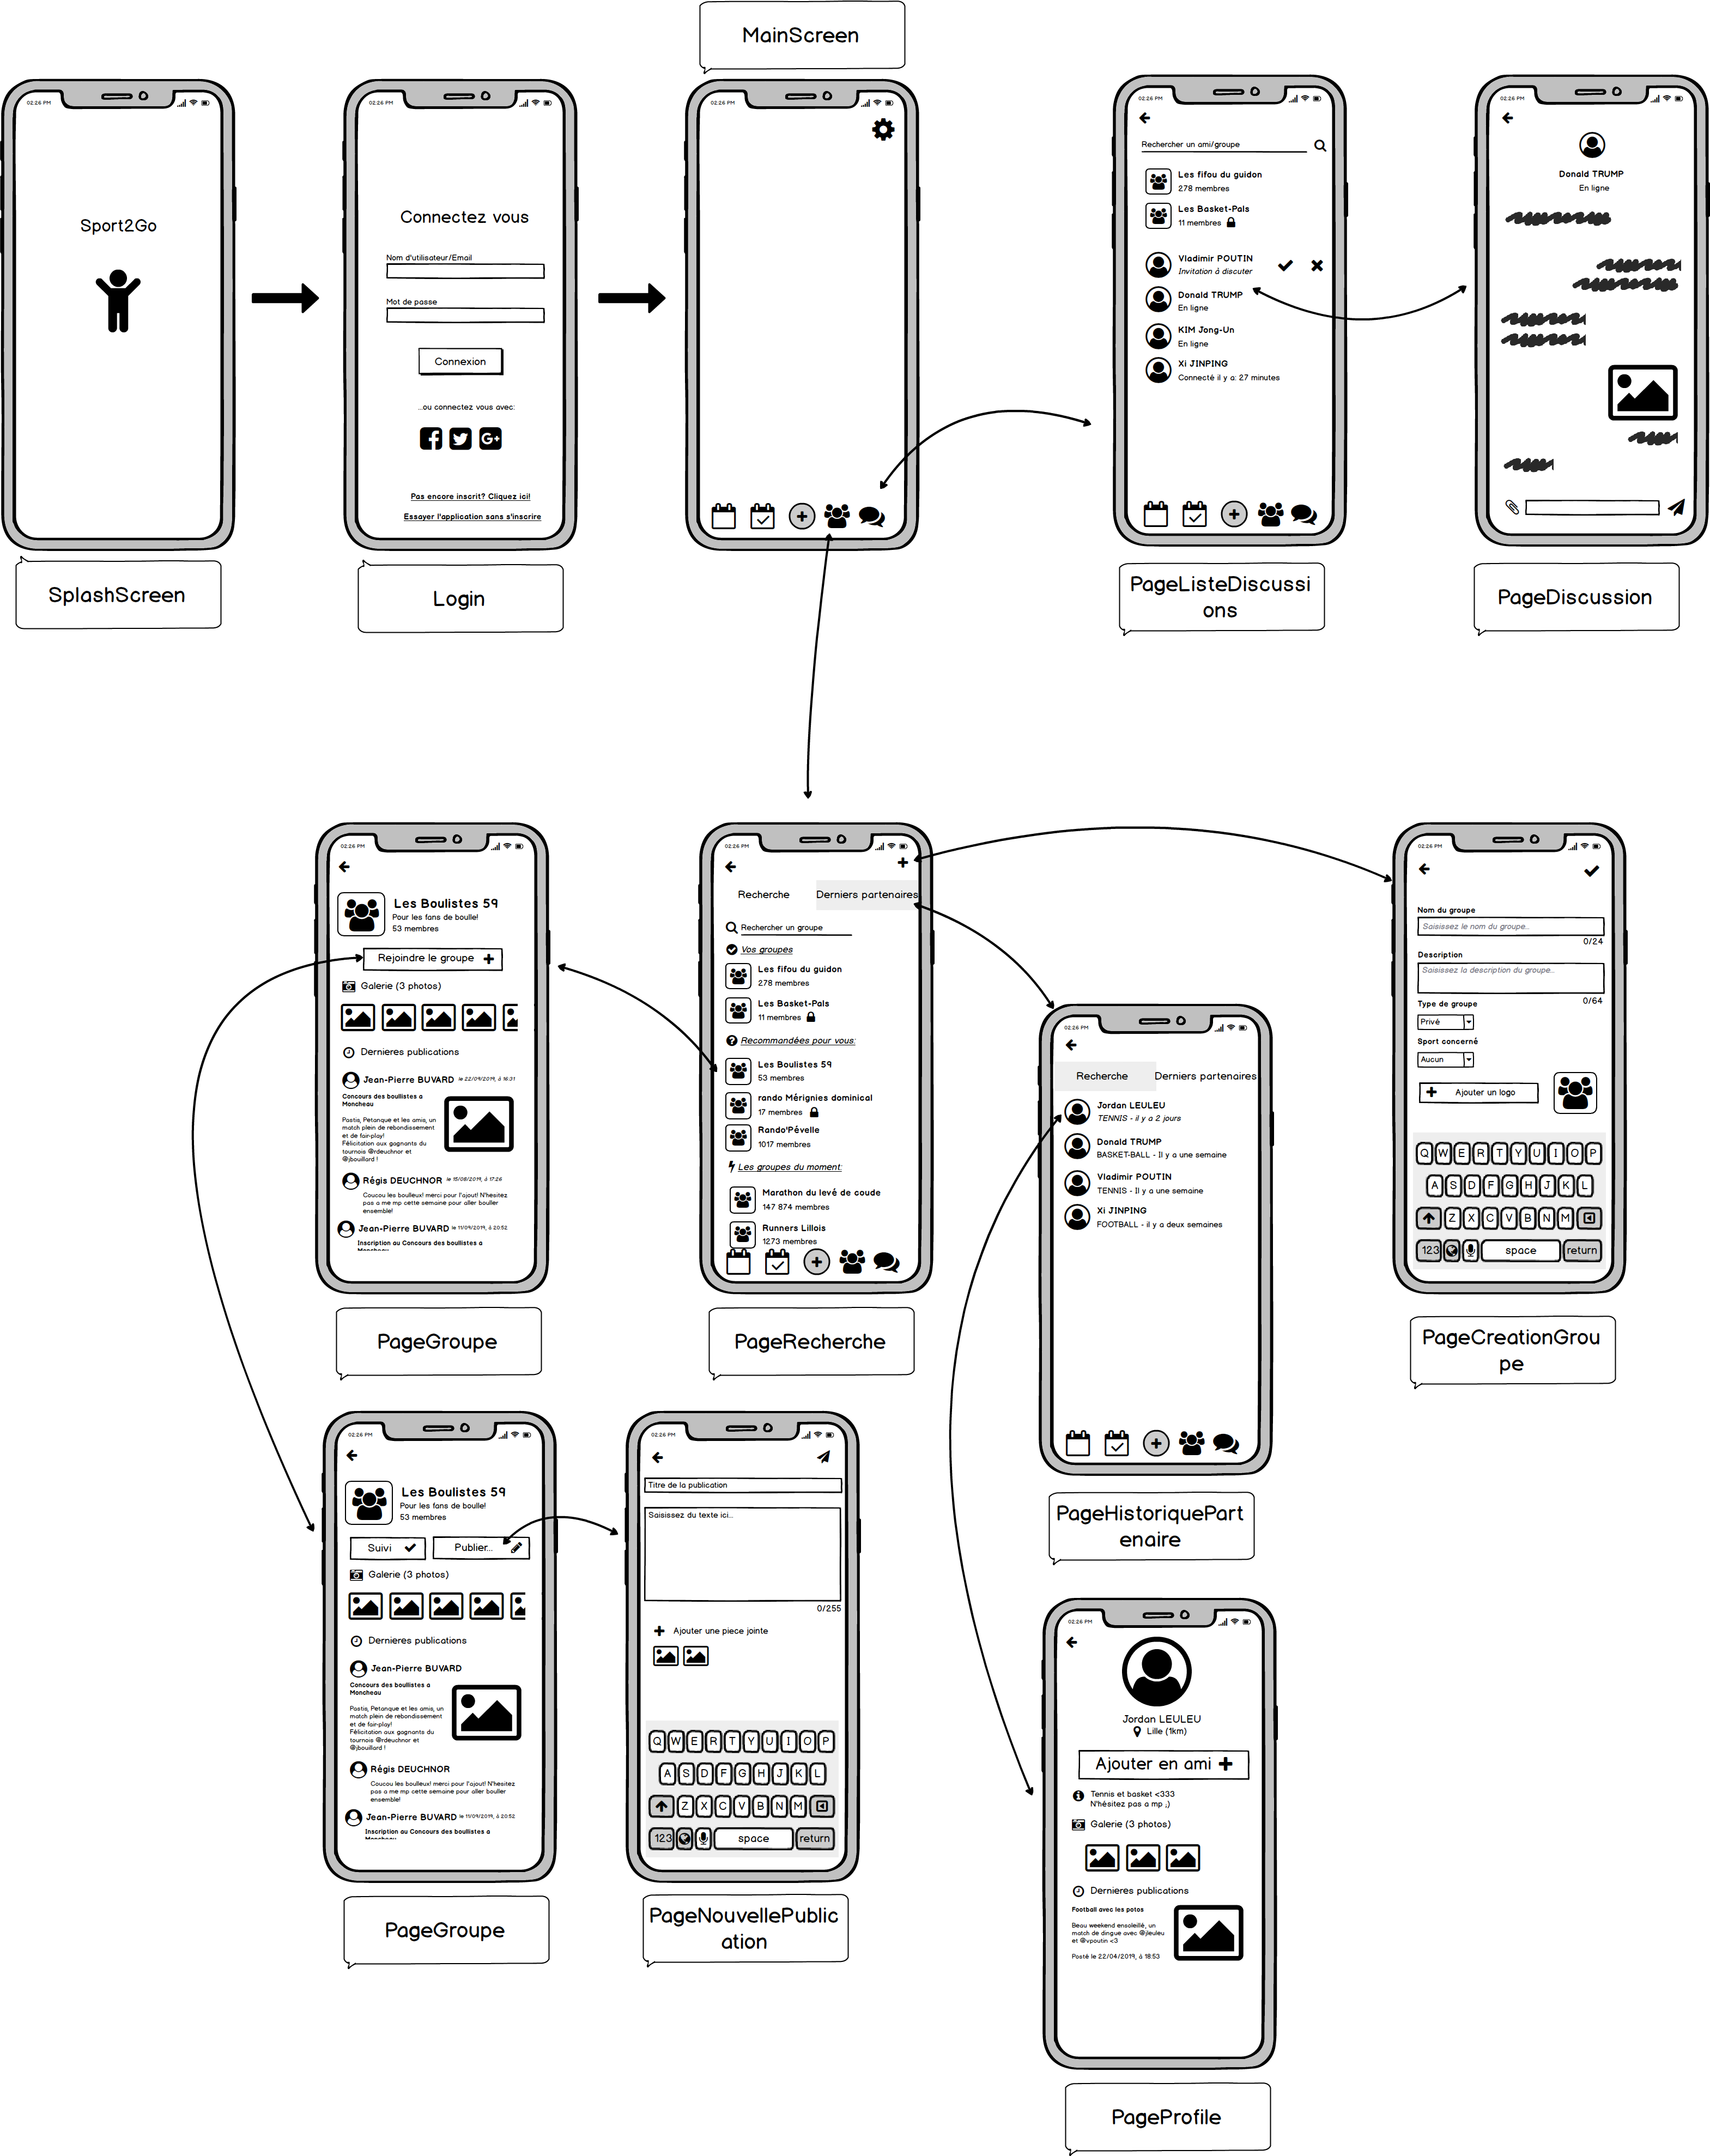 MainScreen
02:26 PM
Sport2Go
SplashScreen
02:26 PM
Connectez vous
Nom d'utilisateur/Email
Mot de passe
Connexion
...ou connectez vous avec:
Pas encore inscrit? Cliquez ici!
Essayer l'application sans s'inscrire
Login
02:26 PM
02:26 PM
Rechercher un ami/groupe
Les fifou du guidon
278 membres
Les Basket-Pals
11 membres
Vladimir POUTIN
Invitation à discuter
Donald TRUMP
En ligne
KIM Jong-Un
En ligne
Xi JINPING
Connecté il y a: 27 minutes
PageListeDiscussi
ons
02:26 PM
Donald TRUMP
En ligne
PageDiscussion
02:26 PM
Les Boulistes 59
Pour les fans de boulle!
53 membres
Rejoindre le groupe
Galerie (3 photos)
Dernieres publications
Jean-Pierre BUVARD le 22/09/2019, à 16:31
Concours des boullistes a
Moncheau
Pastis, Petanque et les amis, un
match plein de rebondissement
et de fair-play!
Félicitation aux gagnants du
tournois @rdeuchnor et
@jbouillard !
Régis DEUCHNOR le 15/08/2019, à 17:26
Coucou les boulleux! merci pour l'ajout! N'hesitez
pas a me mp cette semaine pour aller bouller
ensemble!
Jean-Pierre BUVARD le 11/09/2019, à 20:52
Inscription au Concours des boullistes a
Moncheau
PageGroupe
02:26 PM
Recherche
Derniers partenaires
Rechercher un groupe
Vos groupes
Les fifou du guidon
278 membres
Les Basket-Pals
11 membres
Recommandées pour vous:
Les Boulistes 59
53 membres
rando Mérignies dominical
17 membres
Rando'Pévelle
1017 membres
Les groupes du moment:
Marathon du levé de coude
147 874 membres
Runners Lillois
1273 membres
PageRecherche
02:26 PM
Recherche
Derniers partenaires
Jordan LEULEU
TENNIS - il y a 2 jours
Donald TRUMP
BASKET-BALL - Il y a une semaine
Vladimir POUTIN
TENNIS - Il y a une semaine
Xi JINPING
FOOTBALL - il y a deux semaines
PageHistoriquePart
enaire
02:26 PM
Nom du groupe
Saisissez le nom du groupe...
0/24
Description
Saisissez la description du groupe...
0/64
Type de groupe
Privé
Sport concerné
Aucun
Ajouter un logo
Q W E R T Y U I O P
A S D F G H J K L
Z X C V B N M
123 space return
PageCreationGrou
pe
02:26 PM
Les Boulistes 59
Pour les fans de boulle!
53 membres
Suivi
Publier...
Galerie (3 photos)
Dernieres publications
Jean-Pierre BUVARD
Concours des boullistes a
Moncheau
Pastis, Petanque et les amis, un
match plein de rebondissement
et de fair-play!
Félicitation aux gagnants du
tournois @rdeuchnor et
@jbouillard !
Régis DEUCHNOR
Coucou les boulleux! merci pour l'ajout! N'hesitez
pas a me mp cette semaine pour aller bouller
ensemble!
Jean-Pierre BUVARD le 11/09/2019, à 20:52
Inscription au Concours des boullistes a
Moncheau
PageGroupe
02:26 PM
Titre de la publication
Saisissez du texte ici...
0/255
Ajouter une piece jointe
Q W E R T Y U I O P
A S D F G H J K L
Z X C V B N M
123 space return
PageNouvellePublic
ation
02:26 PM
Jordan LEULEU
Lille (1km)
Ajouter en ami
Tennis et basket <333
N'hésitez pas a mp ;)
Galerie (3 photos)
Dernieres publications
Football avec les potos
Beau weekend ensoleillé, un
match de dingue avec @jleuleu
et @vpoutin <3
Posté le 22/04/2019, à 18:53
PageProfile